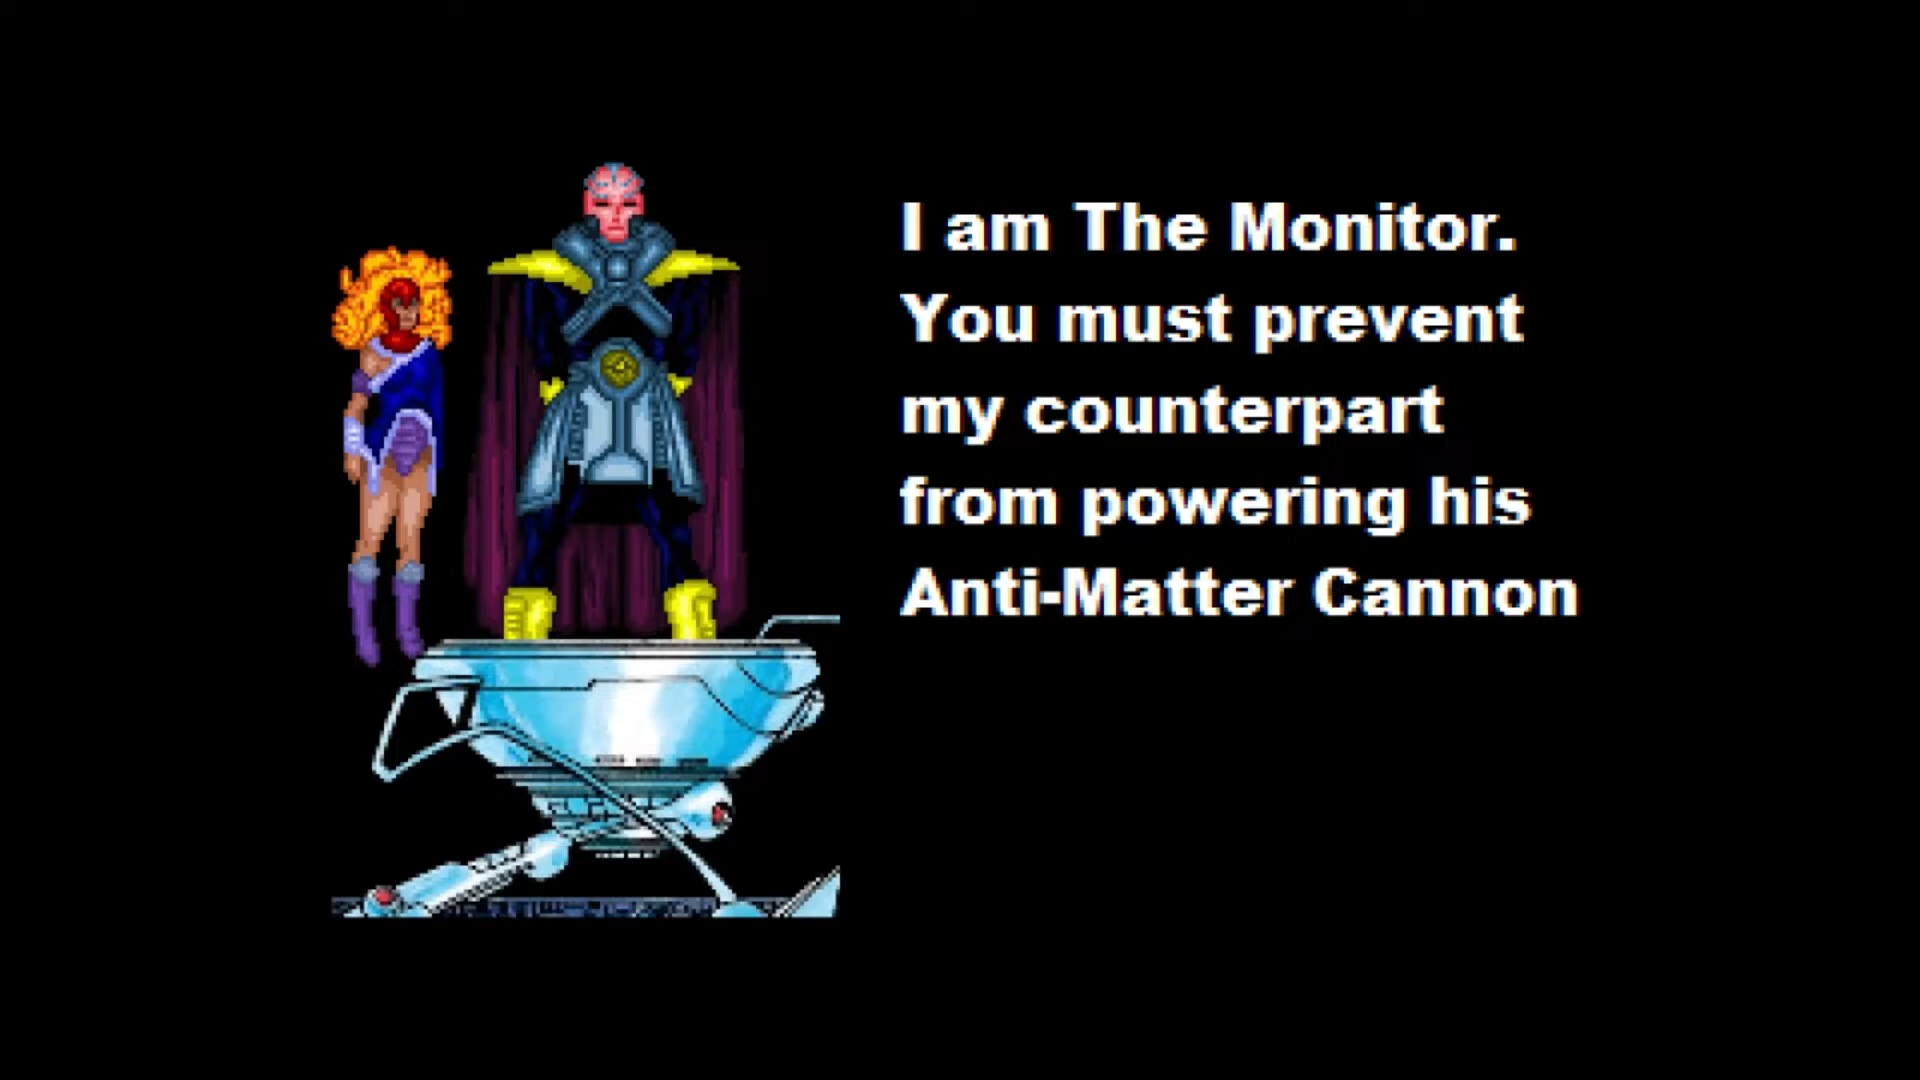 I am The Monitor.
You must prevent
my counterpart
from powering his
Anti-Matter Cannon